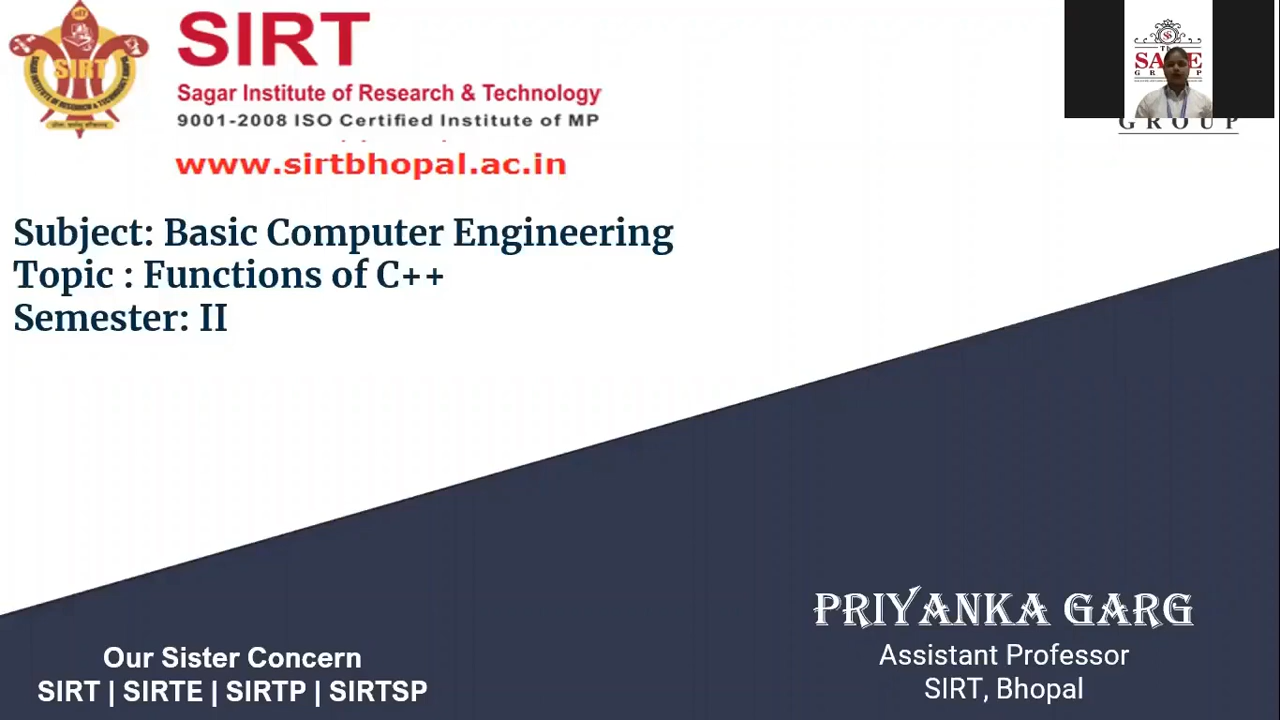 SIRT
Sagar Institute of Research & Technology
9001-2008 ISO Certified Institute of MP
www.sirtbhopal.ac.in
GROUP
Subject: Basic Computer Engineering
Topic : Functions of C++
Semester: II
PRIYANKA GARG
Assistant Professor
SIRT, Bhopal
Our Sister Concern
SIRT | SIRTE | SIRTP | SIRTSP